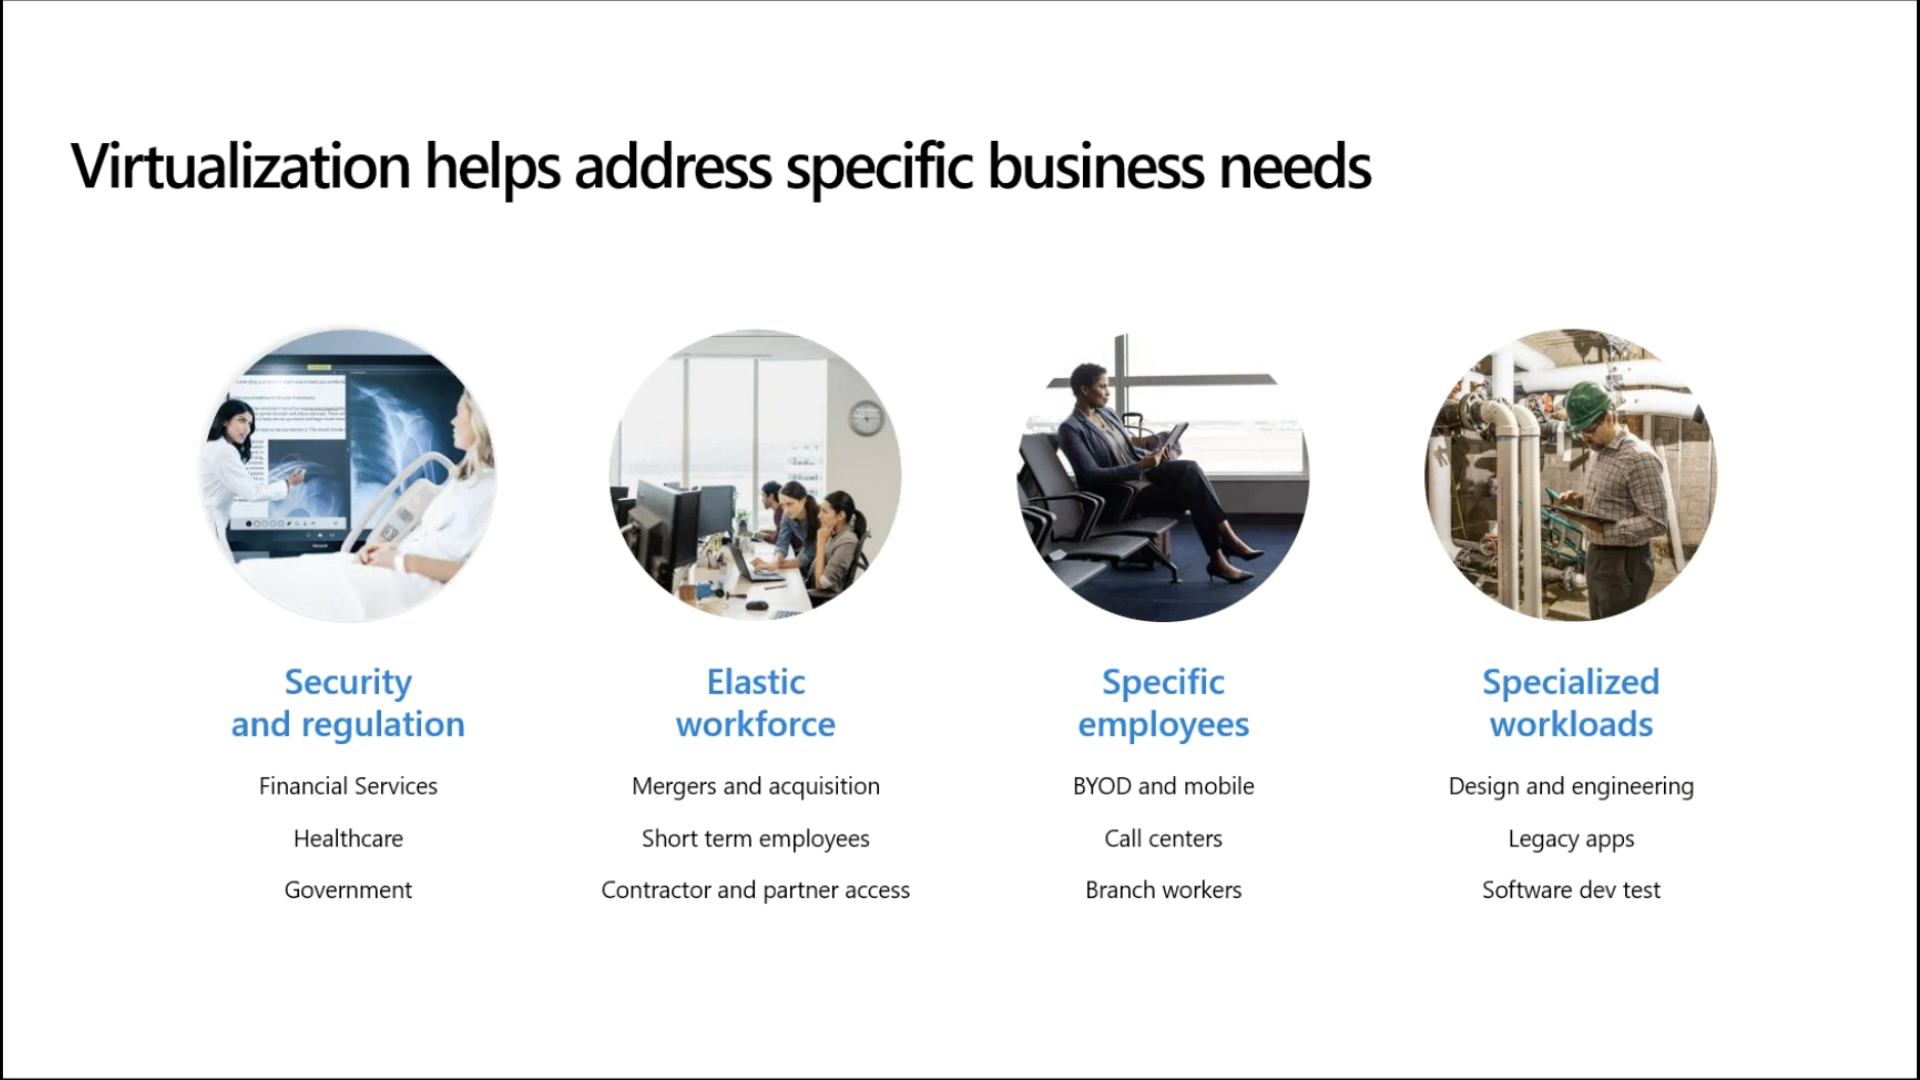 Virtualization helps address specific business needs
Security
and regulation
Financial Services
Healthcare
Government
Elastic
workforce
Mergers and acquisition
Short term employees
Contractor and partner access
Specific
employees
BYOD and mobile
Call centers
Branch workers
Specialized
workloads
Design and engineering
Legacy apps
Software dev test